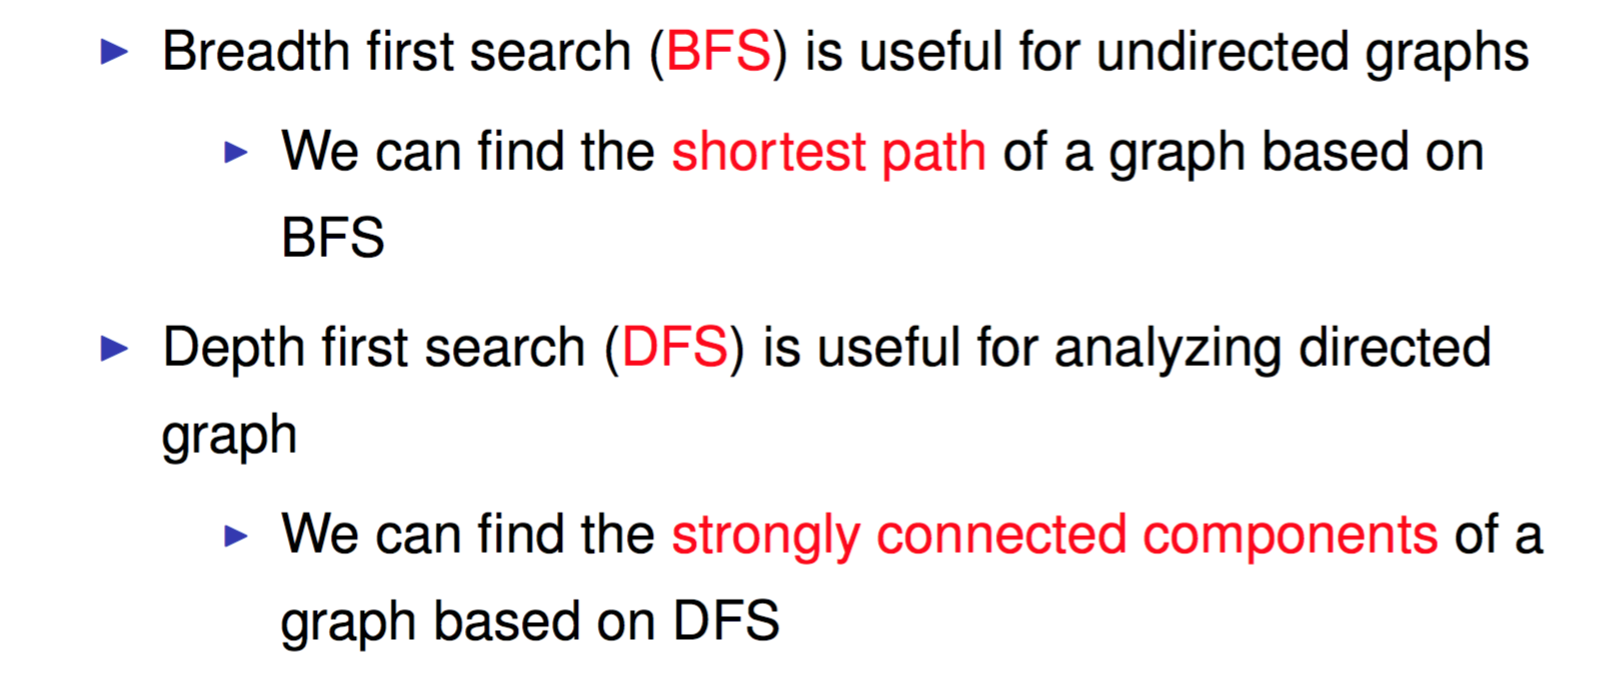 ▶ Breadth first search (BFS) is useful for undirected graphs
▶ We can find the shortest path of a graph based on
BFS
▶ Depth first search (DFS) is useful for analyzing directed
graph
▶ We can find the strongly connected components of a
graph based on DFS